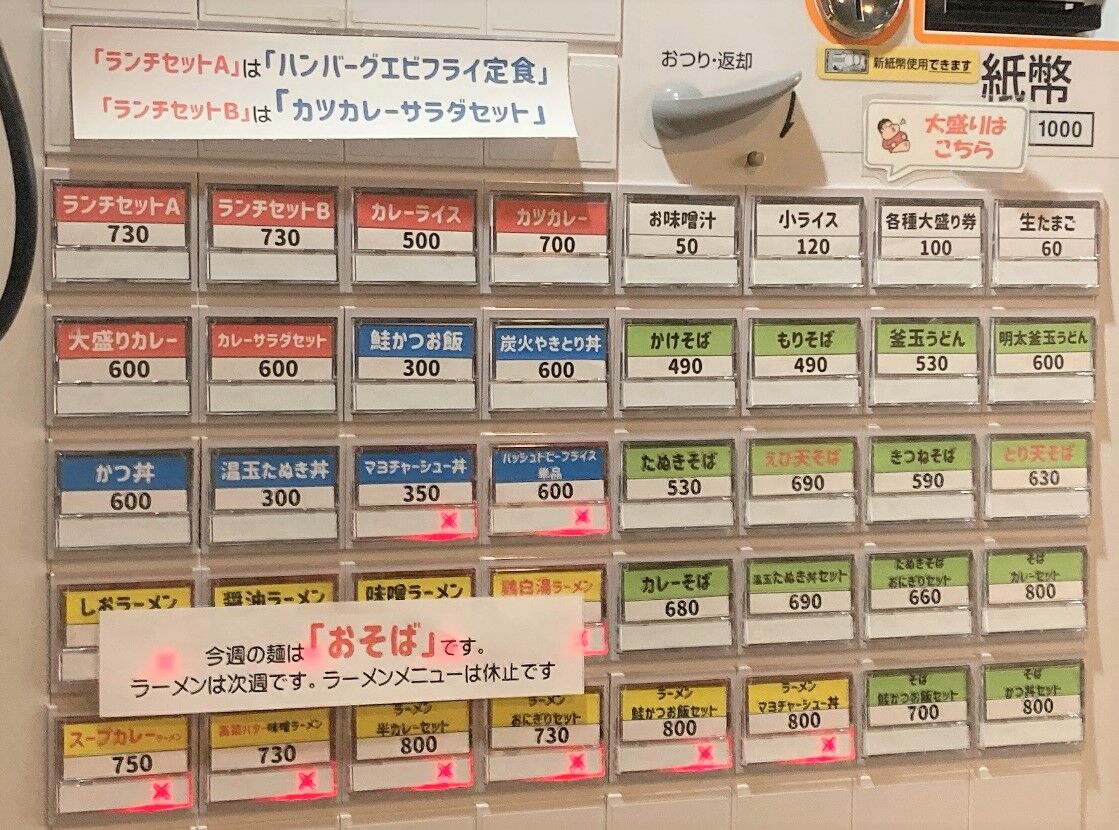 「ランチセットA」は「ハンバーグエビフライ定食」
「ランチセットB」は「カツカレーサラダセット」
おつり・返却
新紙幣使用できます
紙幣
1000
大盛りは
こちら
ランチセットA
730
ランチセットB
730
カレーライス
500
カツカレー
700
お味噌汁
50
小ライス
120
各種大盛り券
100
生たまご
60
大盛りカレー
600
カレーサラダセット
600
鮭かつお飯
300
炭火やきとり丼
600
かけそば
490
もりそば
490
釜玉うどん
530
明太釜玉うどん
600
かつ丼
600
温玉たぬき丼
300
マヨチャーシュー丼
350
ハッシュドビーフライス
単品
600
たぬきそば
530
えび天そば
690
きつねそば
590
とり天そば
630
しおラーメン
醤油ラーメン
味噌ラーメン
鶏白湯ラーメン
カレーそば
680
温玉たぬき丼セット
690
たぬきそば
おにぎりセット
660
そば
カレーセット
800
今週の麺は「おそば」です。
ラーメンは次週です。ラーメンメニューは休止です
スープカレーラーメン
750
味噌ラーメン
730
ラーメン
半カレーセット
800
ラーメン
おにぎりセット
730
ラーメン
鮭かつお飯セット
800
ラーメン
マヨチャーシュー丼
800
そば
鮭かつお飯セット
700
そば
かつ丼セット
800